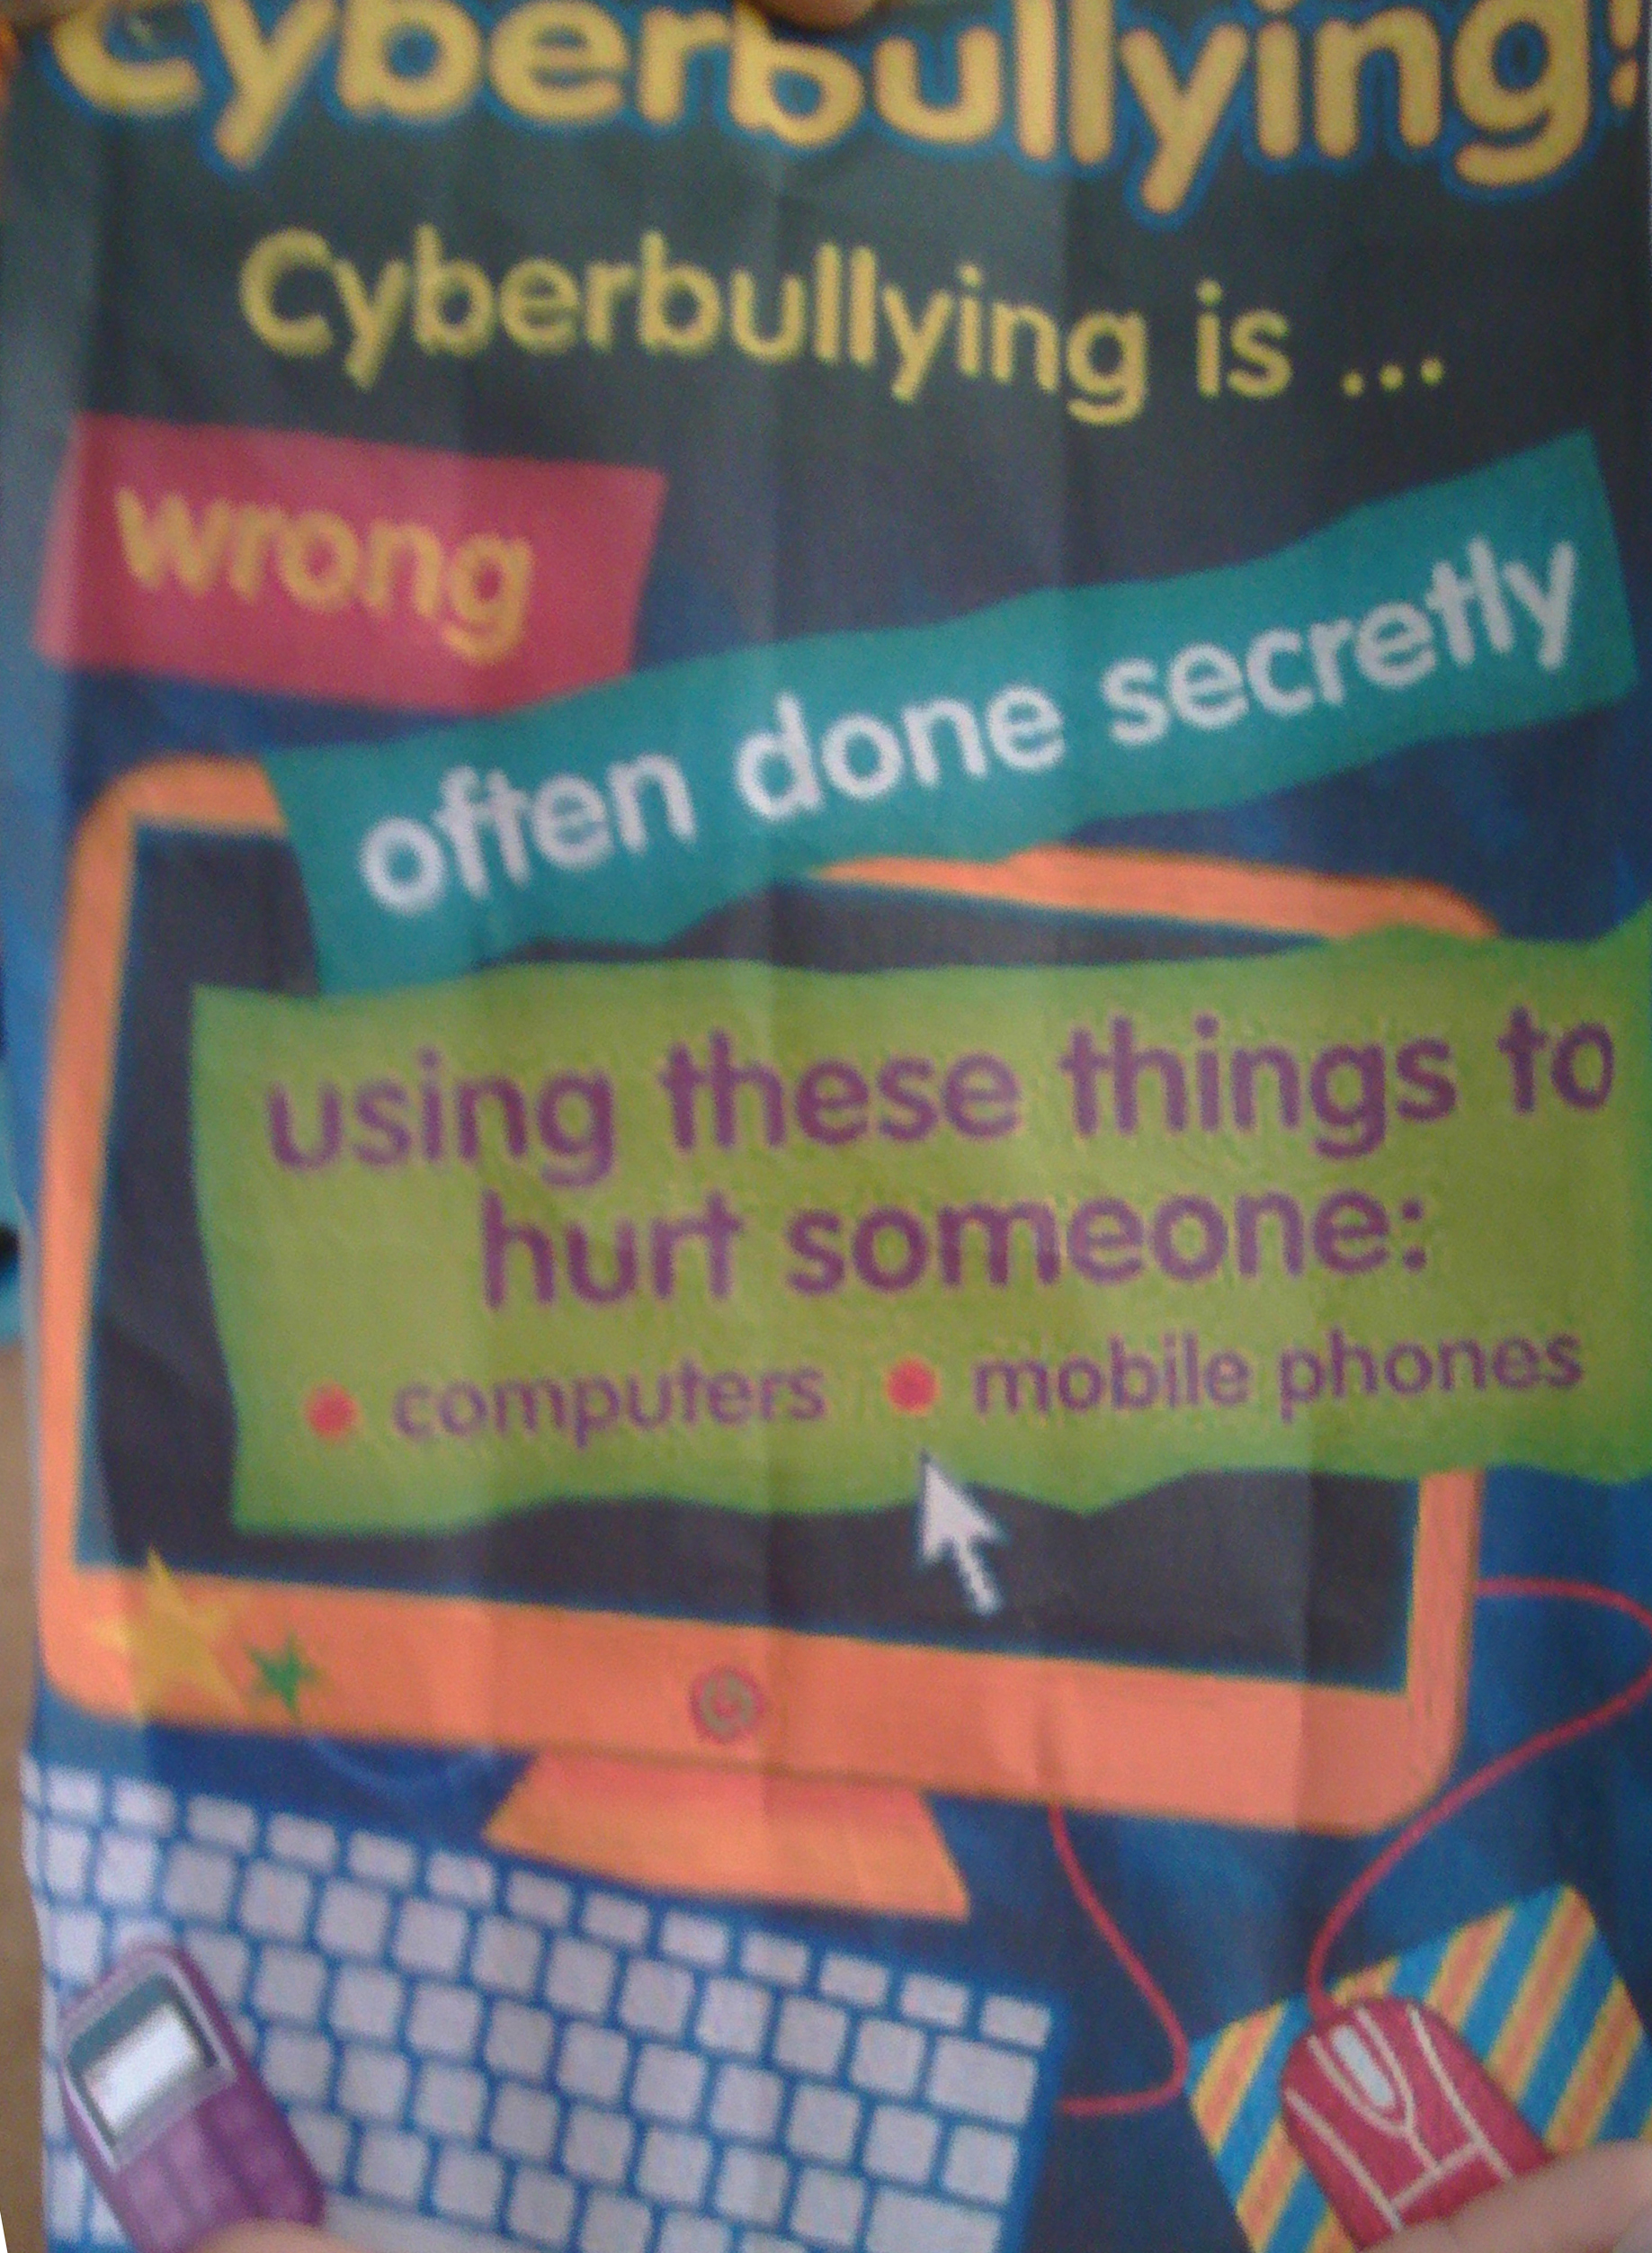 Cyberbullying!
Cyberbullying is ...
wrong
often done secretly
using these things to
hurt someone:
• computers • mobile phones